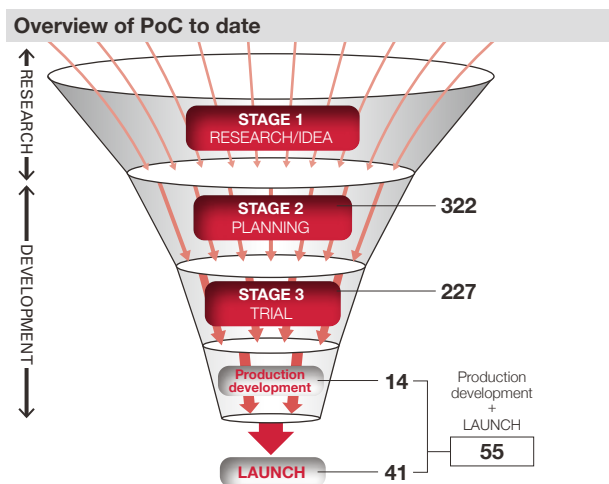 Overview of PoC to date
RESEARCH
STAGE 1
RESEARCH/IDEA
STAGE 2
PLANNING
322
DEVELOPMENT
STAGE 3
TRIAL
227
Production
development
14
Production
development
+
LAUNCH
55
LAUNCH
41